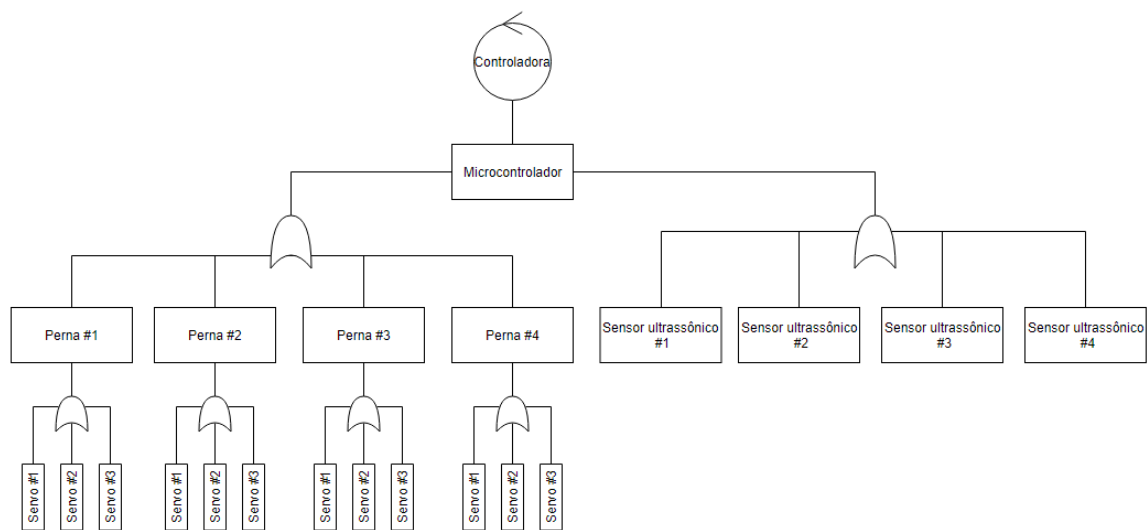 Controladora
Microcontrolador
Perna #1
Perna #2
Perna #3
Perna #4
Sensor ultrassônico
#1
Sensor ultrassônico
#2
Sensor ultrassônico
#3
Sensor ultrassônico
#4
Servo #1
Servo #2
Servo #3
Servo #1
Servo #2
Servo #3
Servo #1
Servo #2
Servo #3
Servo #1
Servo #2
Servo #3